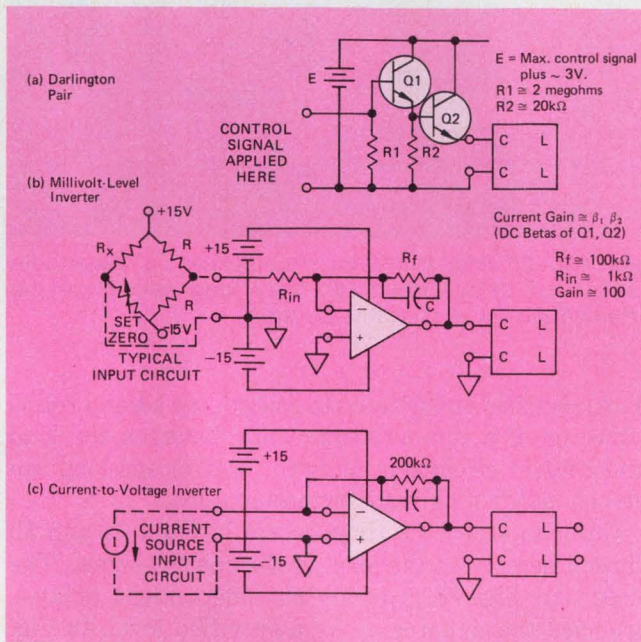 (a) Darlington
Pair
E
Q1
Q2
E = Max. control signal
plus ~ 3V.
R1 ≅ 2 megohms
R2 ≅ 20kΩ
CONTROL
SIGNAL
APPLIED
HERE
R1
R2
C L
(b) Millivolt-Level
Inverter
+15V
Rx
R
R
SET
ZERO
-15V
TYPICAL
INPUT CIRCUIT
+15
-15
Rin
Rf
C
−
+
C L
C
Current Gain ≅ β1 β2
(DC Betas of Q1, Q2)
Rf ≅ 100kΩ
Rin ≅ 1kΩ
Gain ≅ 100
(c) Current-to-Voltage Inverter
+15
200kΩ
I
CURRENT
SOURCE
INPUT
CIRCUIT
−
+
-15
C L
C